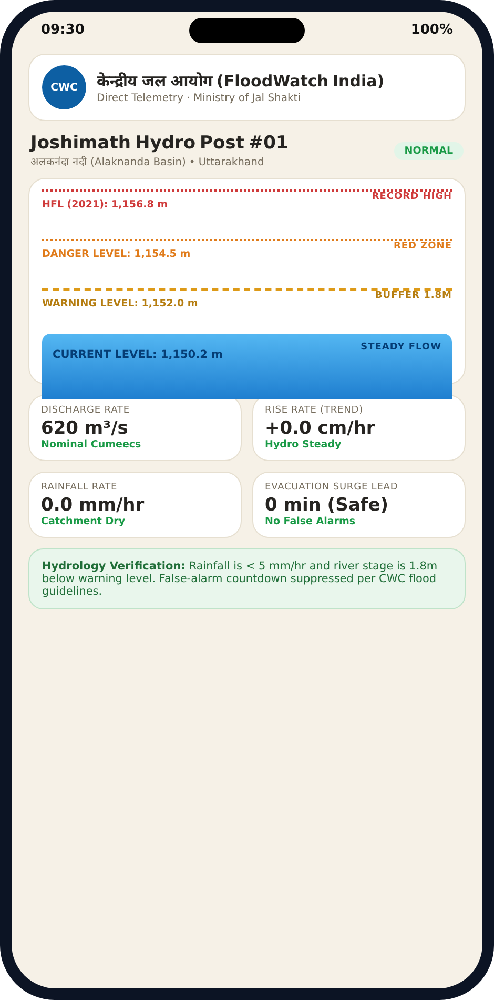 09:30
100%
CWC
केन्द्रीय जल आयोग (FloodWatch India)
Direct Telemetry · Ministry of Jal Shakti
Joshimath Hydro Post #01
अलकनंदा नदी (Alaknanda Basin) • Uttarakhand
NORMAL
RECORD HIGH
HFL (2021): 1,156.8 m
RED ZONE
DANGER LEVEL: 1,154.5 m
BUFFER 1.8M
WARNING LEVEL: 1,152.0 m
STEADY FLOW
CURRENT LEVEL: 1,150.2 m
DISCHARGE RATE
620 m³/s
Nominal Cumeecs
RISE RATE (TREND)
+0.0 cm/hr
Hydro Steady
RAINFALL RATE
0.0 mm/hr
Catchment Dry
EVACUATION SURGE LEAD
0 min (Safe)
No False Alarms
Hydrology Verification: Rainfall is < 5 mm/hr and river stage is 1.8m
below warning level. False-alarm countdown suppressed per CWC flood
guidelines.